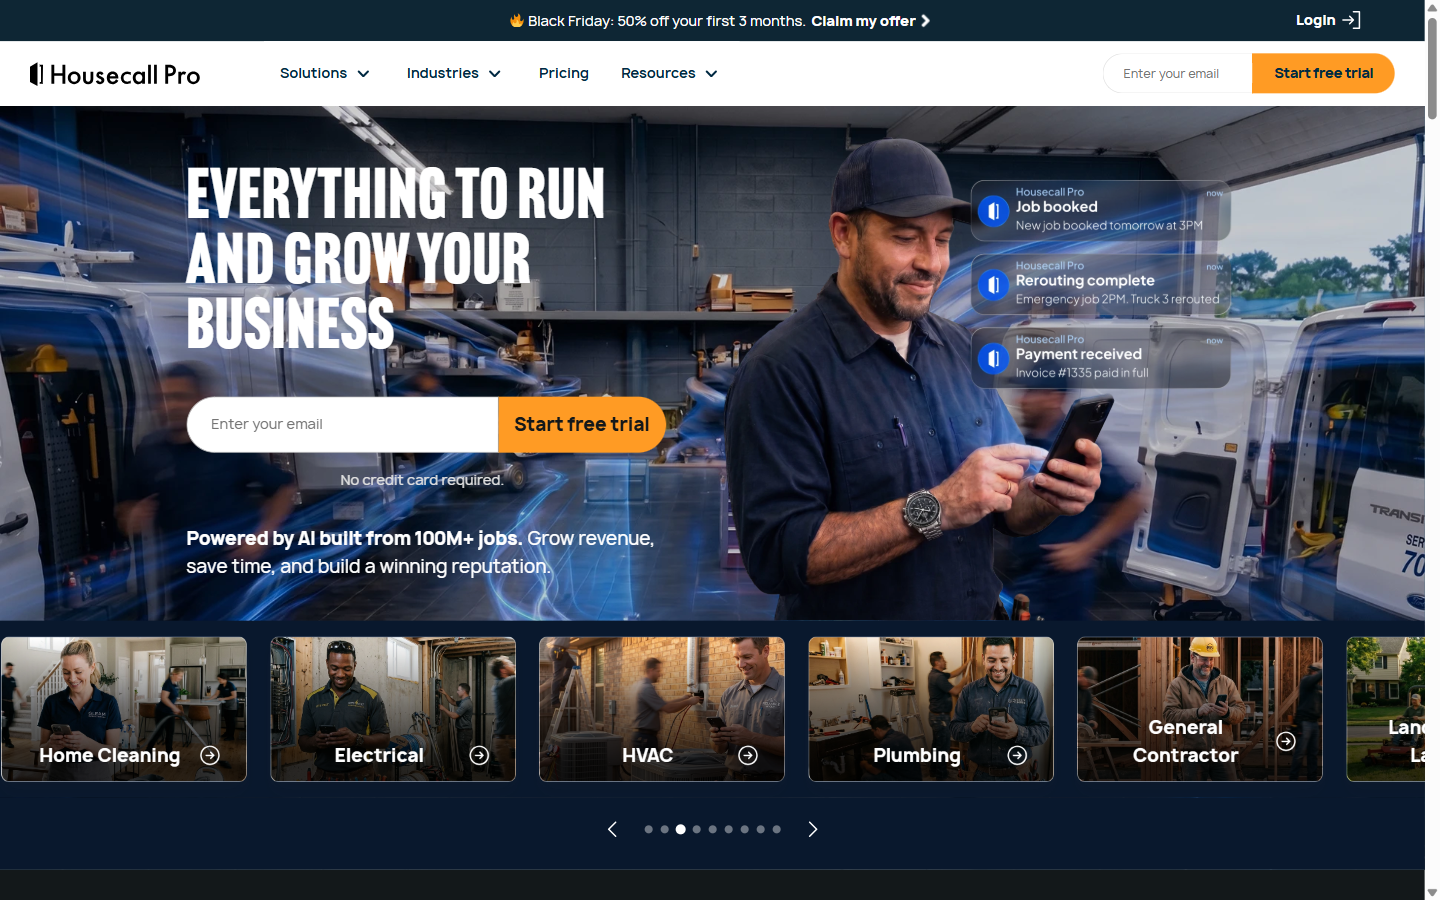 🔥 Black Friday: 50% off your first 3 months. Claim my offer
Login
Housecall Pro
Solutions
Industries
Pricing
Resources
Enter your email
Start free trial
EVERYTHING TO RUN
AND GROW YOUR
BUSINESS
Enter your email
Start free trial
No credit card required.
Powered by AI built from 100M+ jobs. Grow revenue,
save time, and build a winning reputation.
Housecall Pro
now
Job booked
New job booked tomorrow at 3PM
Housecall Pro
now
Rerouting complete
Emergency job 2PM. Truck 3 rerouted
Housecall Pro
now
Payment received
Invoice #1335 paid in full
Home Cleaning
Electrical
HVAC
Plumbing
General
Contractor